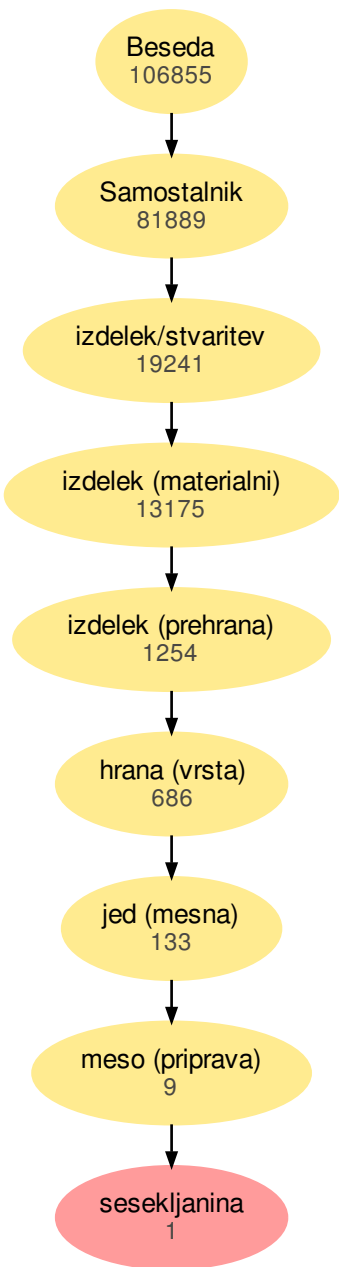 Beseda
106855
Samostalnik
81889
izdelek/stvaritev
19241
izdelek (materialni)
13175
izdelek (prehrana)
1254
hrana (vrsta)
686
jed (mesna)
133
meso (priprava)
9
sesekljanina
1